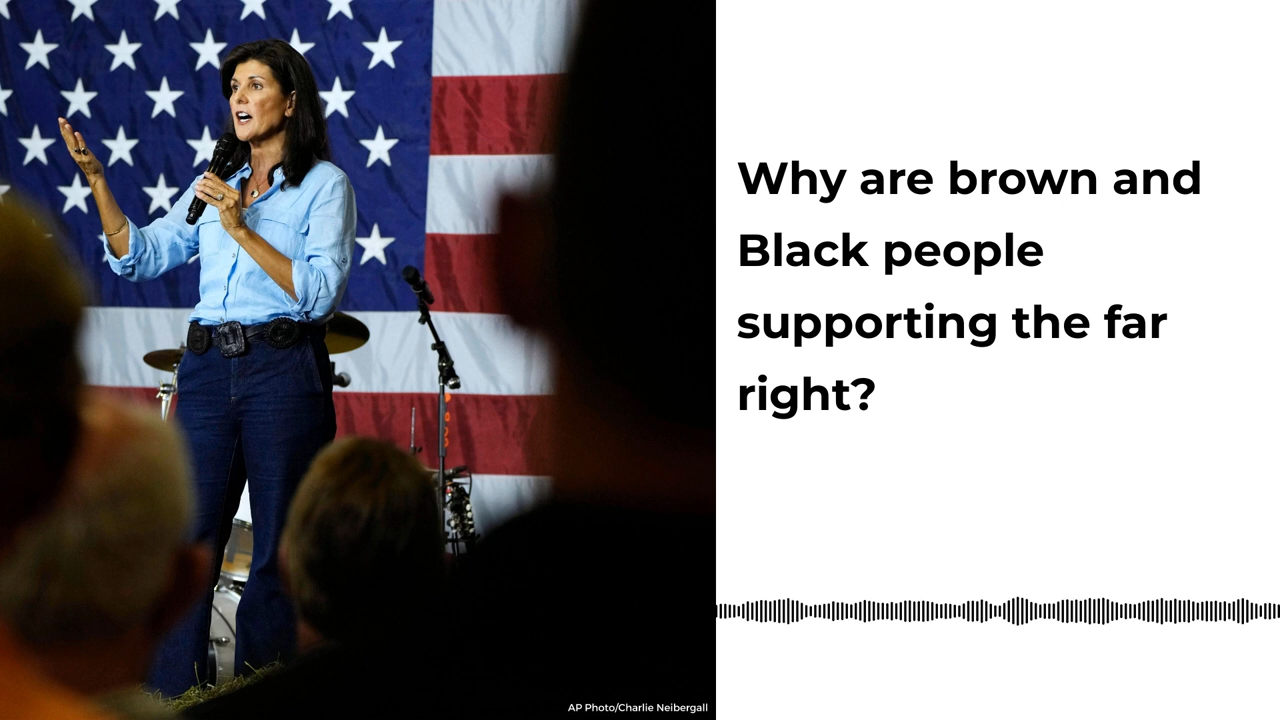 Why are brown and
Black people
supporting the far
right?
AP Photo/Charlie Neibergall